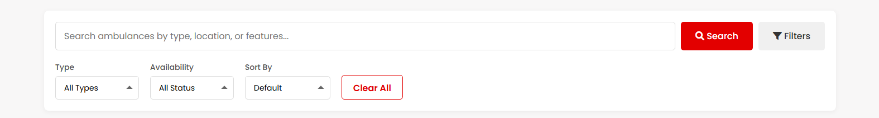 Search ambulances by type, location, or features...
Search
Filters
Type
Availability
Sort By
All Types
All Status
Default
Clear All